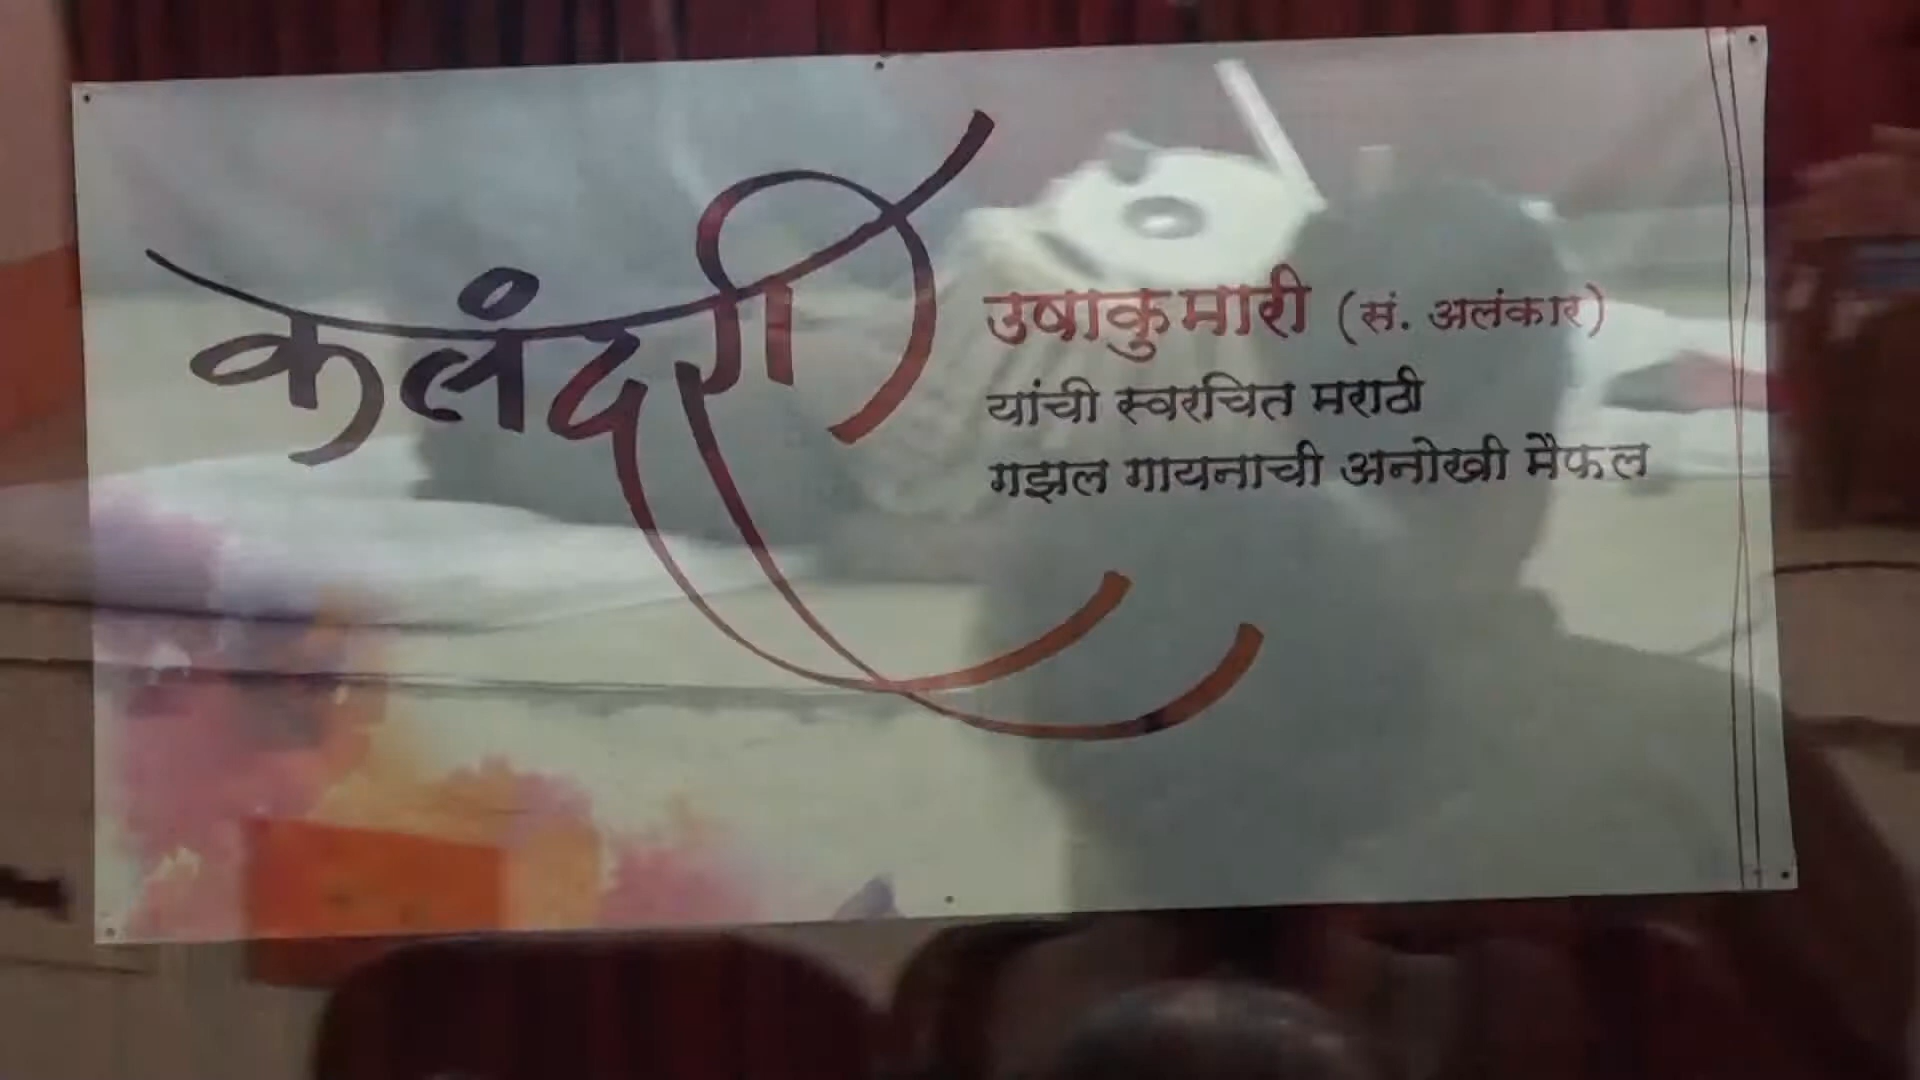 कलंदरी
उषाकुमारी (सं. अलंकार)
यांची स्वरचित मराठी
गझल गायनाची अनोखी मैफल